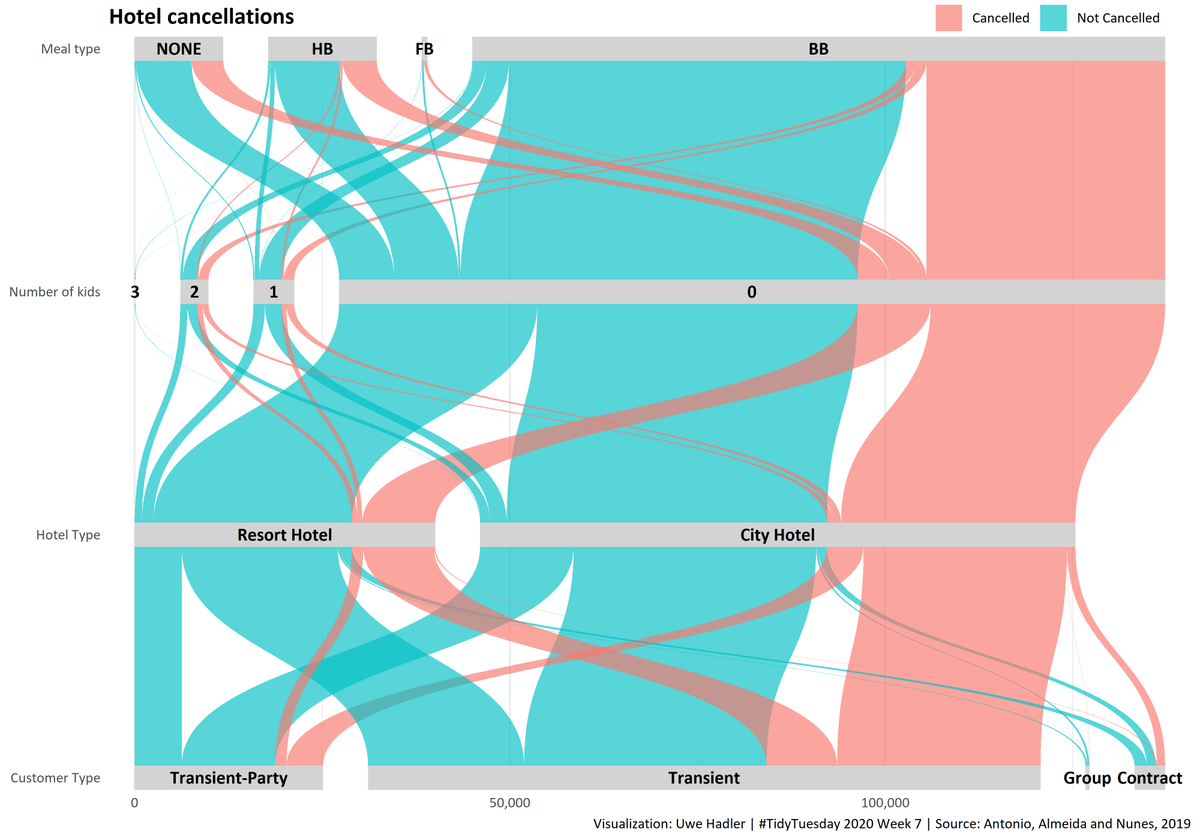 Hotel cancellations
Cancelled Not Cancelled
Meal type NONE HB FB BB
Number of kids 3 2 1 0
Hotel Type Resort Hotel City Hotel
Customer Type Transient-Party Transient Group Contract
0 50,000 100,000
Visualization: Uwe Hadler | #TidyTuesday 2020 Week 7 | Source: Antonio, Almeida and Nunes, 2019